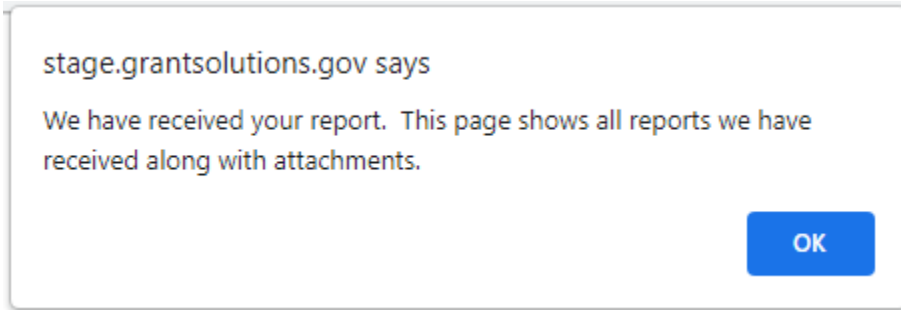 stage.grantsolutions.gov says
We have received your report.  This page shows all reports we have
received along with attachments.
OK